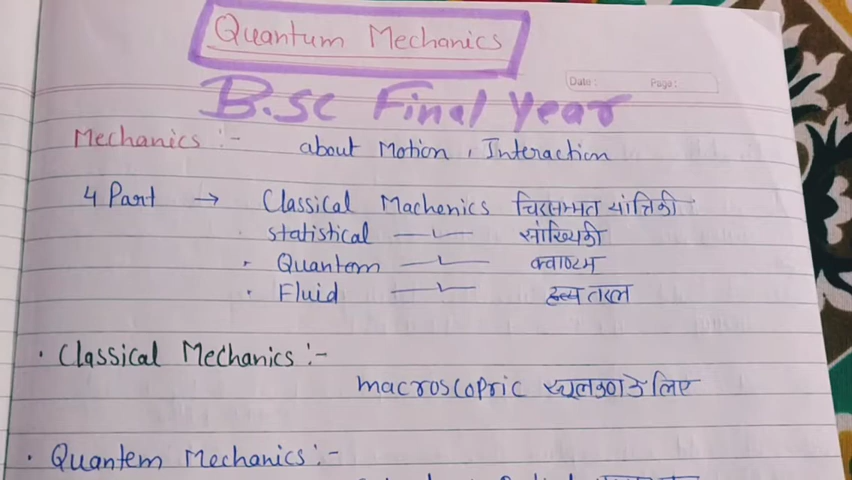 Quantum Mechanics
Date : Page :
B.sc Final Year
Mechanics :- about Motion, Interaction
4 Part → Classical Machenics चिरसम्मत यांत्रिकी
statistical —〃— सांख्यिकी
· Quantom —〃— क्वाण्टम
· Fluid —〃— द्रव्य तरल
· Classical Mechanics :-
macroscopric स्थूल कणो के लिए
· Quantem Mechanics :-